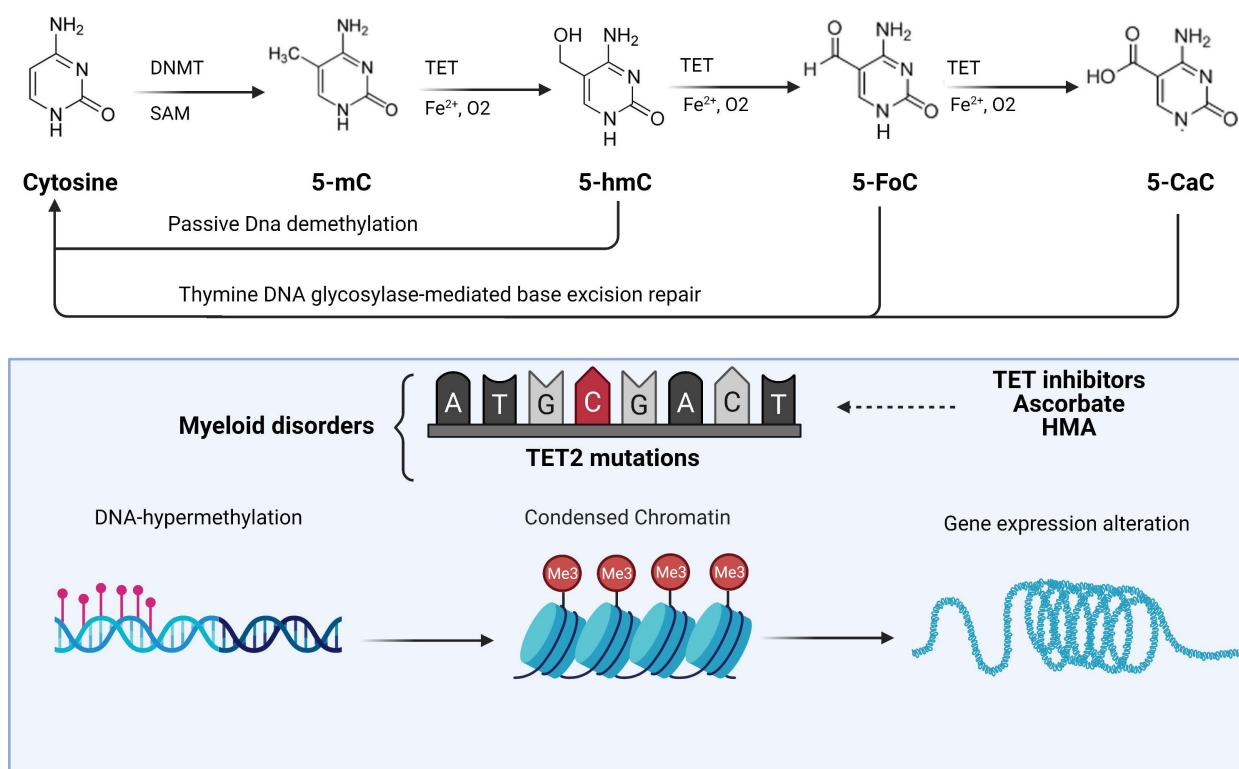 NH2
N
N
H
O
DNMT
SAM
NH2
H3C
N
N
H
O
TET
Fe2+, O2
OH
NH2
N
N
H
O
TET
Fe2+, O2
O
H
NH2
N
N
H
O
TET
Fe2+, O2
O
HO
NH2
N
N
O
Cytosine
5-mC
5-hmC
5-FoC
5-CaC
Passive Dna demethylation
Thymine DNA glycosylase-mediated base excision repair
Myeloid disorders
A T G C G A C T
TET2 mutations
TET inhibitors
Ascorbate
HMA
DNA-hypermethylation
Condensed Chromatin
Gene expression alteration
Me3 Me3 Me3 Me3